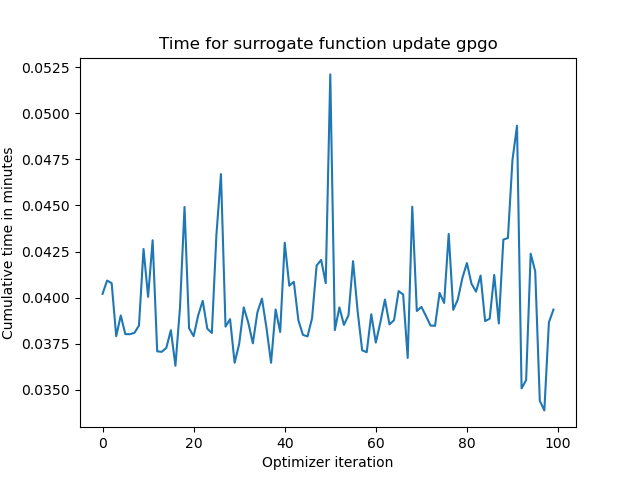 Time for surrogate function update gpgo
Cumulative time in minutes
0.0525
0.0500
0.0475
0.0450
0.0425
0.0400
0.0375
0.0350
0 20 40 60 80 100
Optimizer iteration